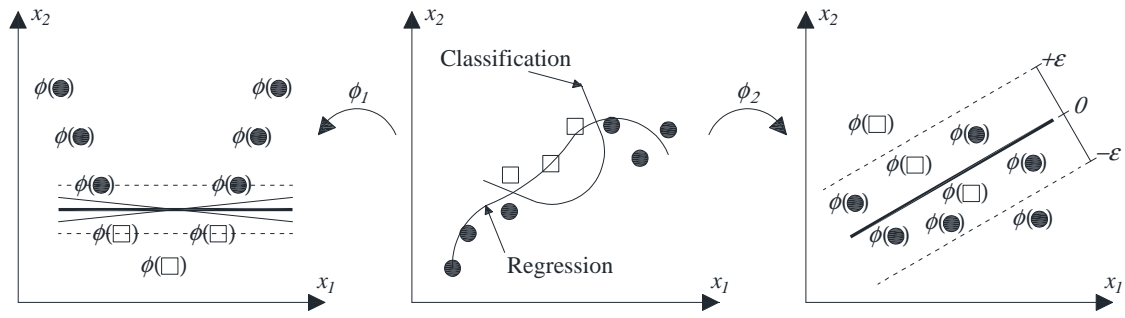 x₂
ϕ(●)
ϕ(●)
ϕ(●)
ϕ(●)
ϕ(●)
ϕ(●)
ϕ(□)
ϕ(□)
ϕ(□)
x₁
ϕ₁
x₂
Classification
Regression
x₁
ϕ₂
x₂
+ε
0
−ε
ϕ(□)
ϕ(●)
ϕ(□)
ϕ(●)
ϕ(□)
ϕ(●)
ϕ(●)
ϕ(●)
ϕ(●)
x₁